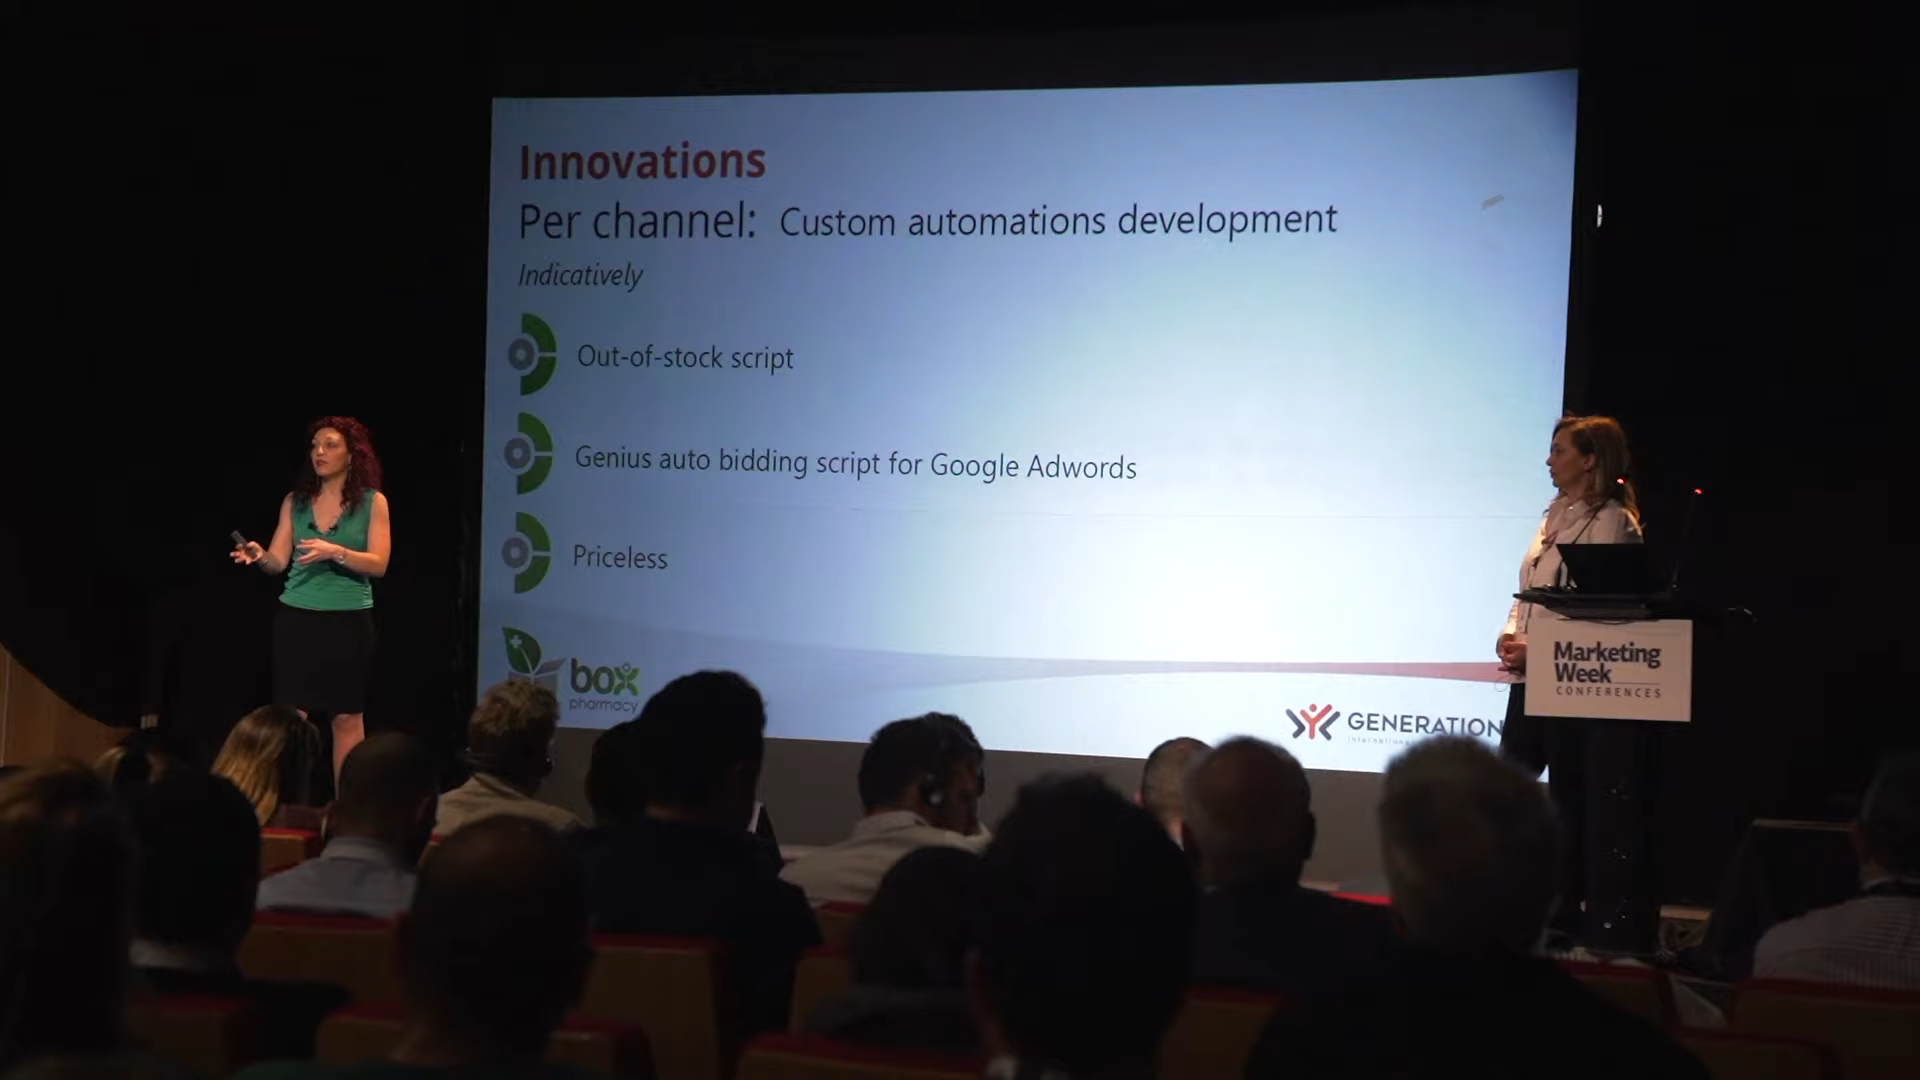 Innovations
Per channel: Custom automations development
Indicatively
Out-of-stock script
Genius auto bidding script for Google Adwords
Priceless
box
pharmacy
GENERATION
Marketing
Week
CONFERENCES